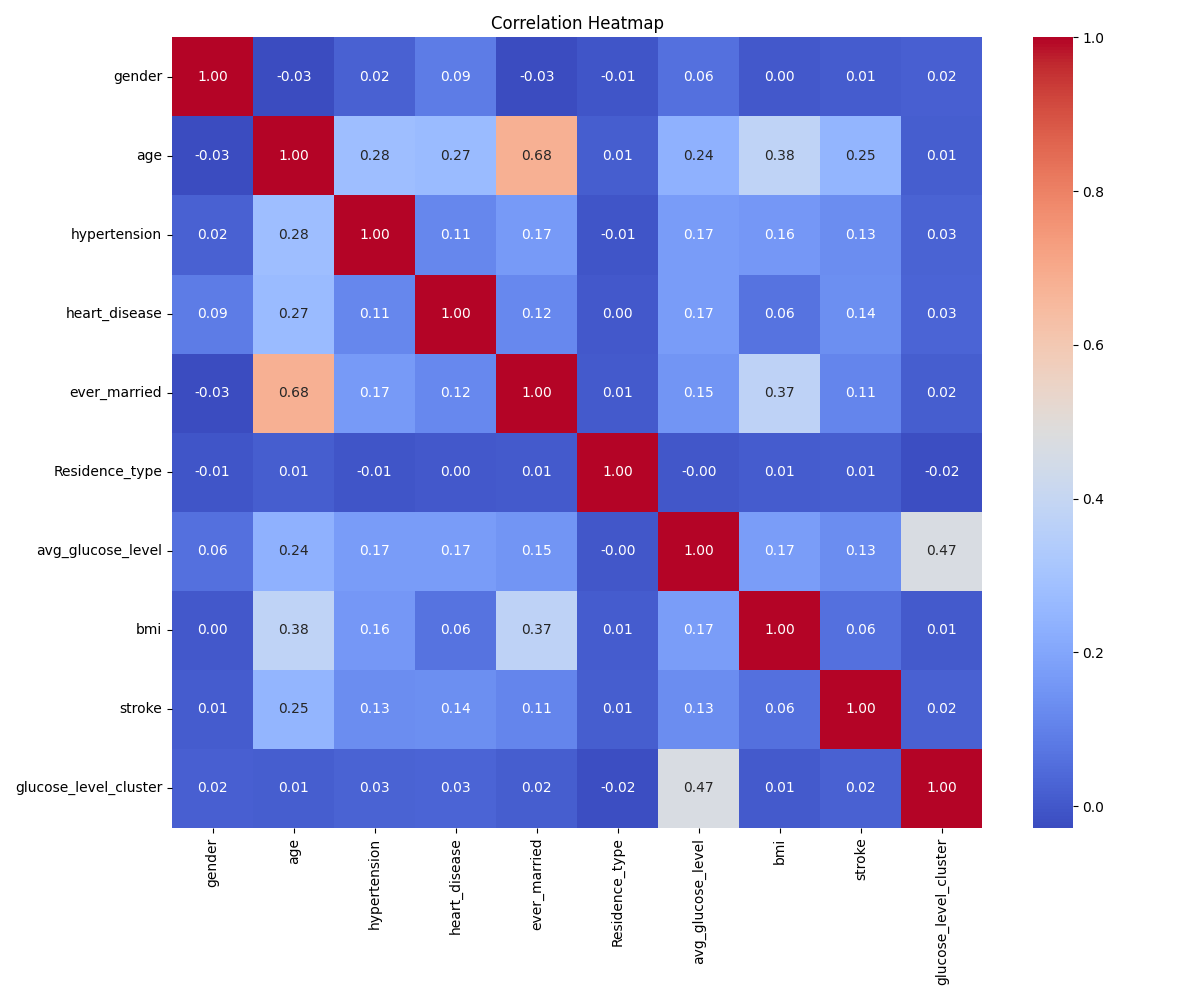 Correlation Heatmap
gender 1.00 -0.03 0.02 0.09 -0.03 -0.01 0.06 0.00 0.01 0.02
age -0.03 1.00 0.28 0.27 0.68 0.01 0.24 0.38 0.25 0.01
hypertension 0.02 0.28 1.00 0.11 0.17 -0.01 0.17 0.16 0.13 0.03
heart_disease 0.09 0.27 0.11 1.00 0.12 0.00 0.17 0.06 0.14 0.03
ever_married -0.03 0.68 0.17 0.12 1.00 0.01 0.15 0.37 0.11 0.02
Residence_type -0.01 0.01 -0.01 0.00 0.01 1.00 -0.00 0.01 0.01 -0.02
avg_glucose_level 0.06 0.24 0.17 0.17 0.15 -0.00 1.00 0.17 0.13 0.47
bmi 0.00 0.38 0.16 0.06 0.37 0.01 0.17 1.00 0.06 0.01
stroke 0.01 0.25 0.13 0.14 0.11 0.01 0.13 0.06 1.00 0.02
glucose_level_cluster 0.02 0.01 0.03 0.03 0.02 -0.02 0.47 0.01 0.02 1.00
gender
age
hypertension
heart_disease
ever_married
Residence_type
avg_glucose_level
bmi
stroke
glucose_level_cluster
1.0
0.8
0.6
0.4
0.2
0.0